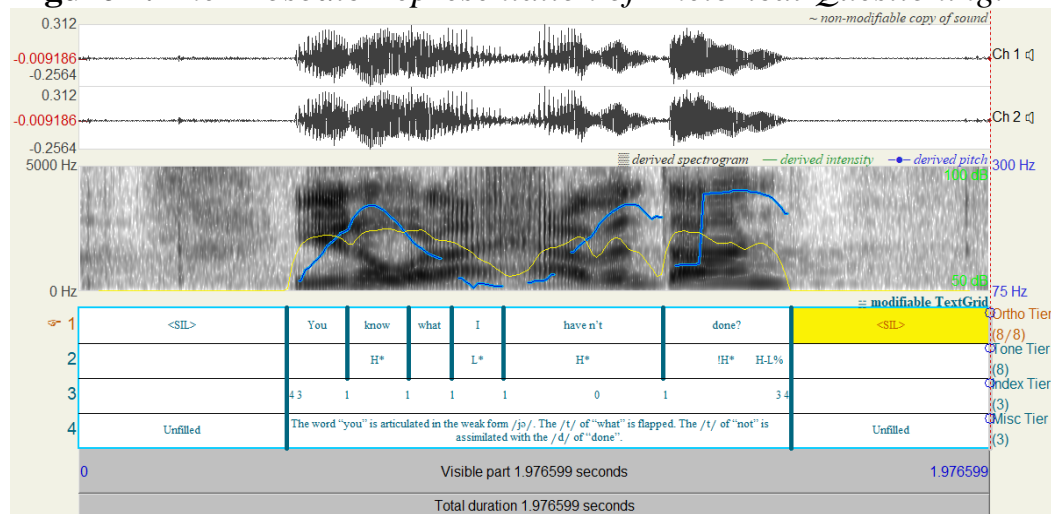 ~ non-modifiable copy of sound
0.312
-0.009186
-0.2564
Ch 1
0.312
-0.009186
-0.2564
Ch 2
derived spectrogram derived intensity derived pitch
5000 Hz
300 Hz
100 dB
50 dB
0 Hz
75 Hz
modifiable TextGrid
1 <SIL> You know what I have n't done? <SIL> Ortho Tier (8/8)
2 H* L* H* !H* H-L% Tone Tier (8)
3 4 3 1 1 1 1 0 1 3 4 Index Tier (3)
4 Unfilled The word “you” is articulated in the weak form /jə/. The /t/ of “what” is flapped. The /t/ of “not” is
assimilated with the /d/ of “done”. Unfilled Misc Tier (3)
0 Visible part 1.976599 seconds 1.976599
Total duration 1.976599 seconds